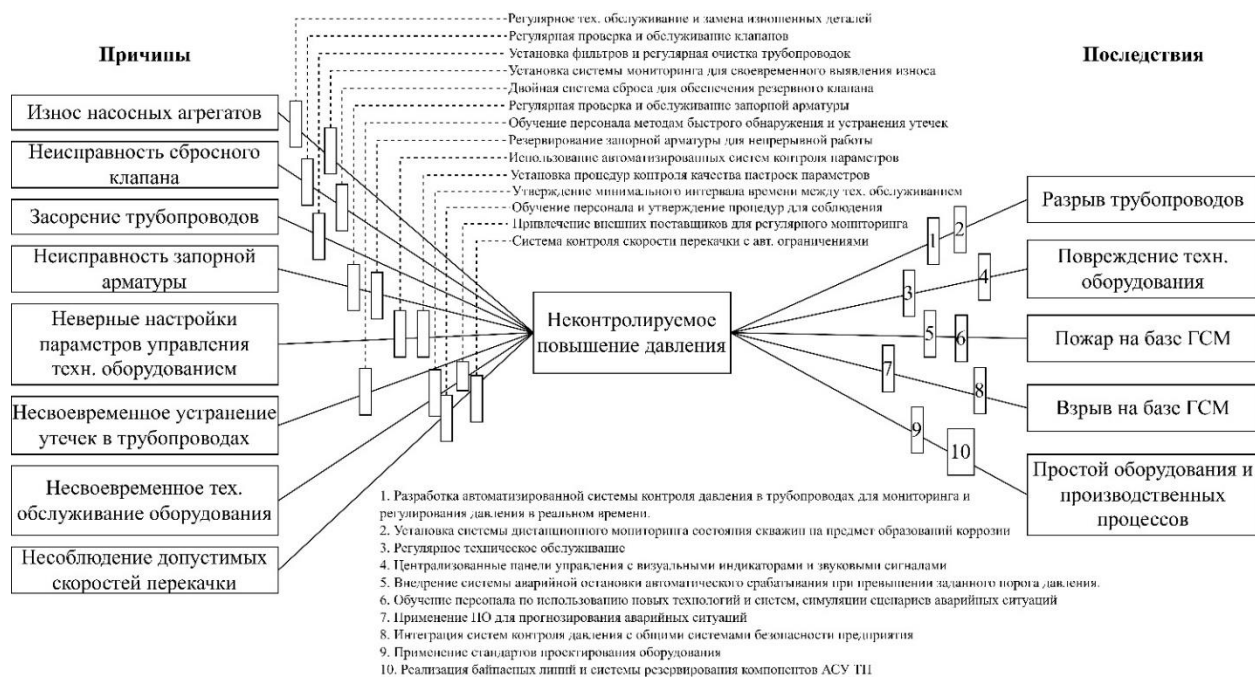 Причины
Износ насосных агрегатов
Неисправность сбросного
клапана
Засорение трубопроводов
Неисправность запорной
арматуры
Неверные настройки
параметров управления
техн. оборудованием
Несвоевременное устранение
утечек в трубопроводах
Несвоевременное тех.
обслуживание оборудования
Несоблюдение допустимых
скоростей перекачки
Регулярное тех. обслуживание и замена изношенных деталей
Регулярная проверка и обслуживание клапанов
Установка фильтров и регулярная очистка трубопроводок
Установка системы мониторинга для своевременного выявления износа
Двойная система сброса для обеспечения резервного клапана
Регулярная проверка и обслуживание запорной арматуры
Обучение персонала методам быстрого обнаружения и устранения утечек
Резервирование запорной арматуры для непрерывной работы
Использование автоматизированных систем контроля параметров
Установка процедур контроля качества настроек параметров
Утверждение минимального интервала времени между тех. обслуживанием
Обучение персонала и утверждение процедур для соблюдения
Привлечение внешних поставщиков для регулярного мониторинга
Система контроля скорости перекачки с авт. ограничениями
Неконтролируемое
повышение давления
1
2
3
4
5
6
7
8
9
10
Последствия
Разрыв трубопроводов
Повреждение техн.
оборудования
Пожар на базе ГСМ
Взрыв на базе ГСМ
Простой оборудования и
производственных
процессов
1. Разработка автоматизированной системы контроля давления в трубопроводах для мониторинга и
регулирования давления в реальном времени.
2. Установка системы дистанционного мониторинга состояния скважин на предмет образований коррозии
3. Регулярное техническое обслуживание
4. Централизованные панели управления с визуальными индикаторами и звуковыми сигналами
5. Внедрение системы аварийной остановки автоматического срабатывания при превышении заданного порога давления.
6. Обучение персонала по использованию новых технологий и систем, симуляции сценариев аварийных ситуаций
7. Применение ПО для прогнозирования аварийных ситуаций
8. Интеграция систем контроля давления с общими системами безопасности предприятия
9. Применение стандартов проектирования оборудования
10. Реализация байпасных линий и системы резервирования компонентов АСУ ТП